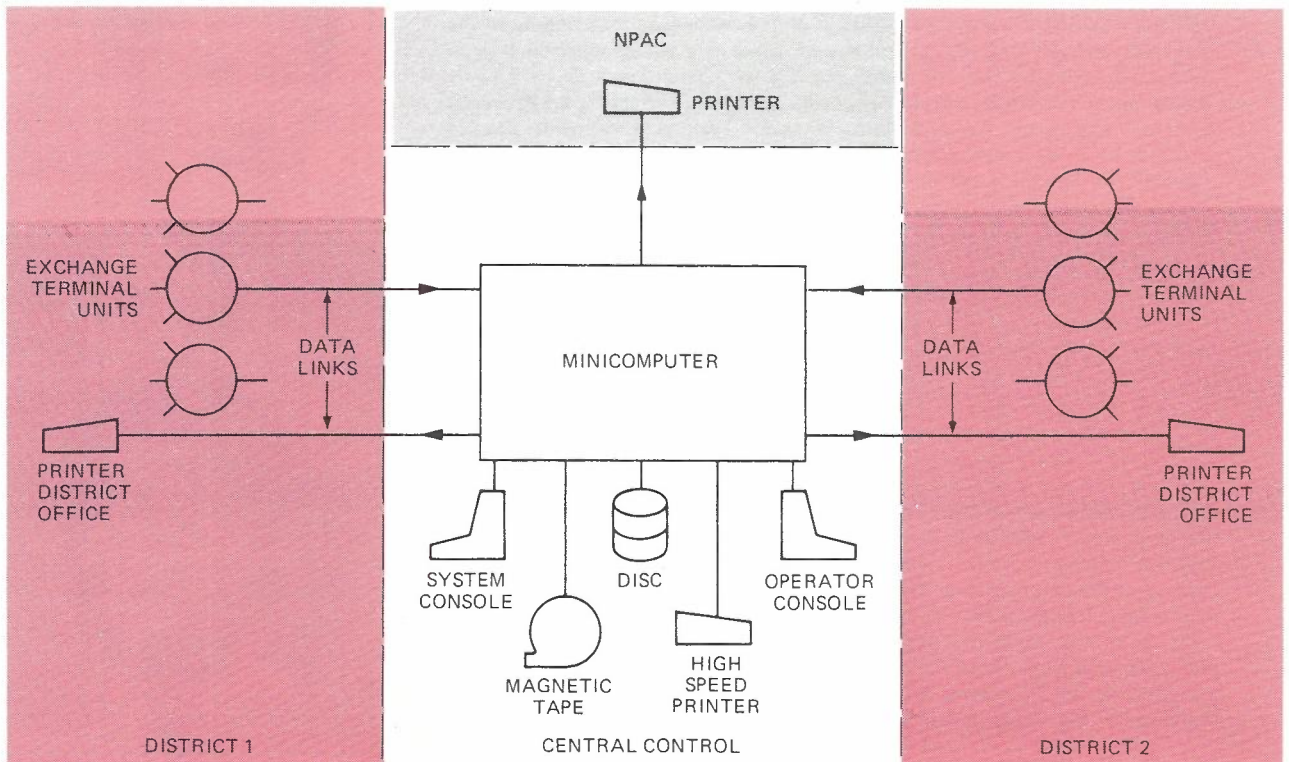 NPAC
PRINTER
EXCHANGE
TERMINAL
UNITS
DATA
LINKS
PRINTER
DISTRICT
OFFICE
DISTRICT 1
MINICOMPUTER
SYSTEM
CONSOLE
DISC
OPERATOR
CONSOLE
MAGNETIC
TAPE
HIGH
SPEED
PRINTER
CENTRAL CONTROL
EXCHANGE
TERMINAL
UNITS
DATA
LINKS
PRINTER
DISTRICT
OFFICE
DISTRICT 2